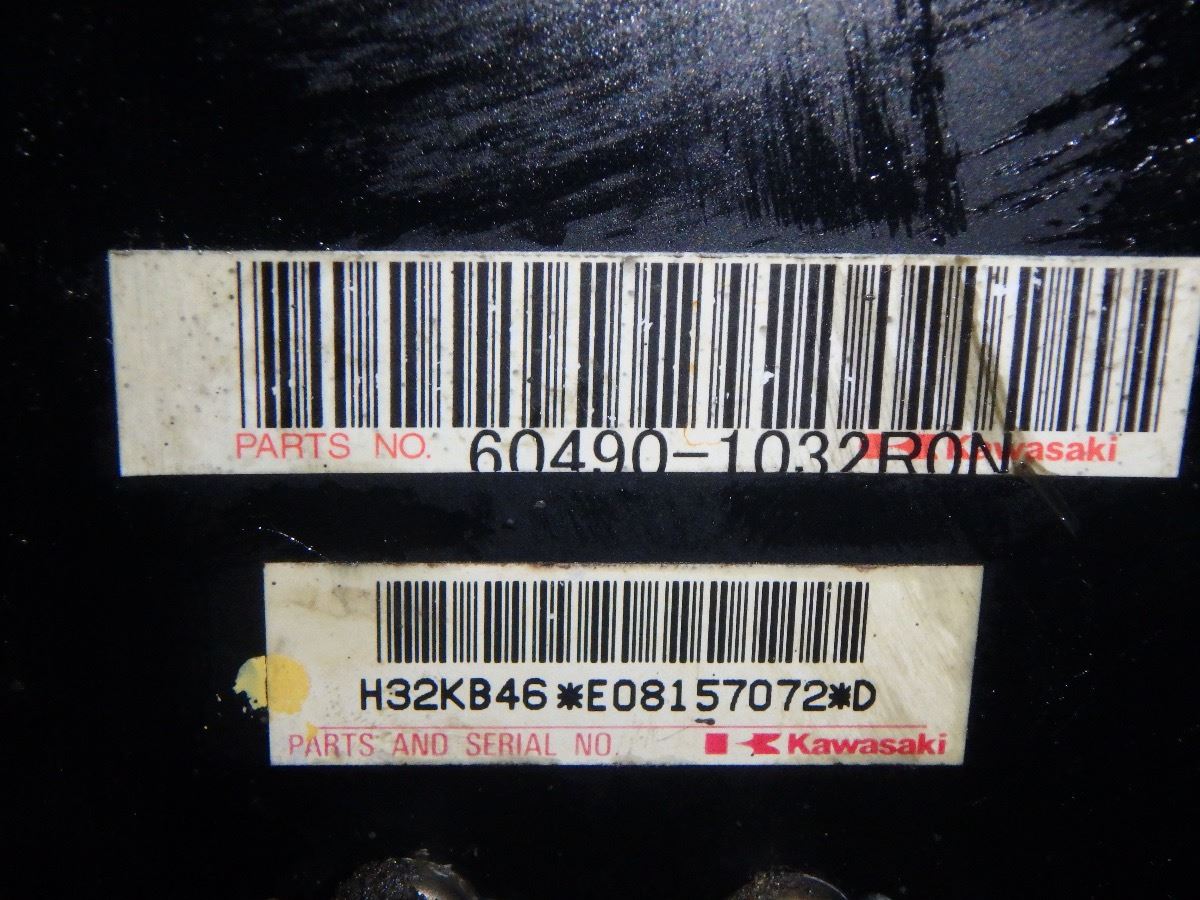 PARTS NO. 60490-1032R0N Kawasaki
H32KB46*E08157072*D
PARTS AND SERIAL NO. Kawasaki